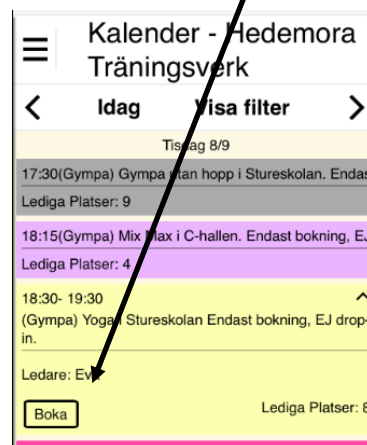 Kalender - Hedemora
Träningsverk
Idag Visa filter
Tisdag 8/9
17:30(Gympa) Gympa utan hopp i Stureskolan. Endas
Lediga Platser: 9
18:15(Gympa) Mix Max i C-hallen. Endast bokning, EJ
Lediga Platser: 4
18:30- 19:30
(Gympa) Yoga i Stureskolan Endast bokning, EJ drop-
in.
Ledare: Eva
Boka Lediga Platser: 8